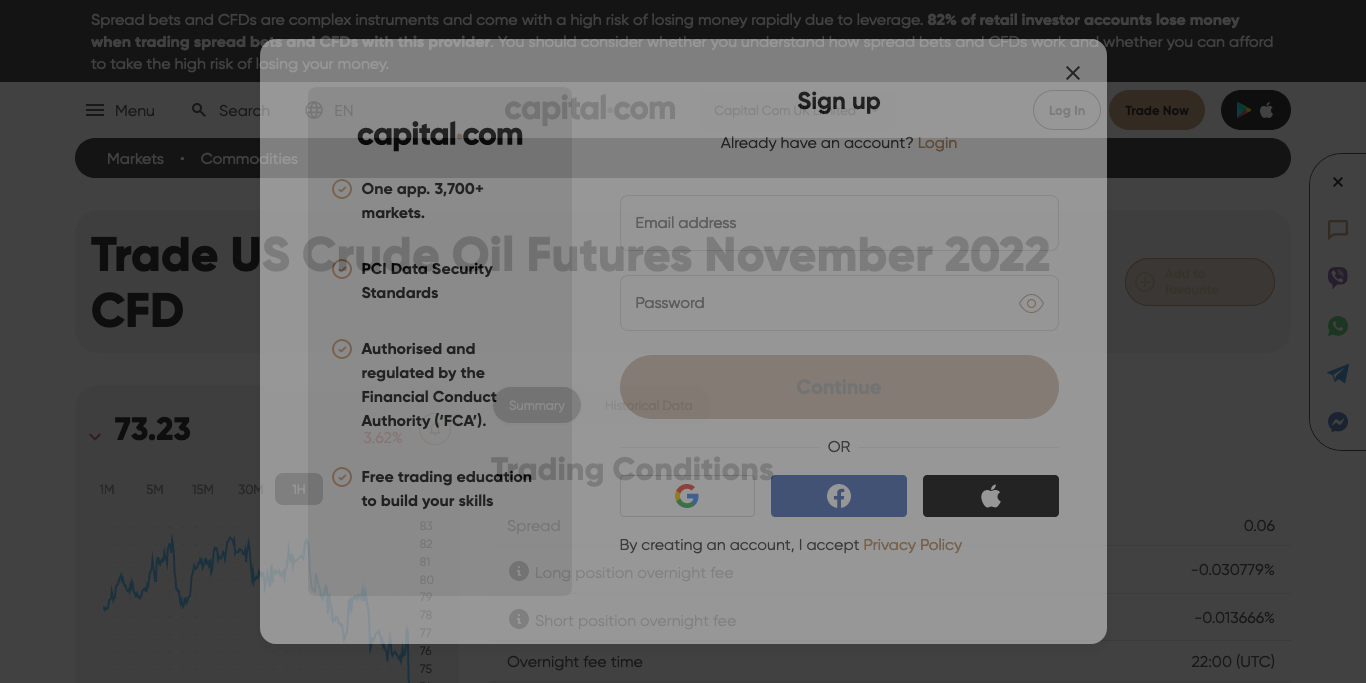 Spread bets and CFDs are complex instruments and come with a high risk of losing money rapidly due to leverage. 82% of retail investor accounts lose money
when trading spread bets and CFDs with this provider. You should consider whether you understand how spread bets and CFDs work and whether you can afford
to take the high risk of losing your money.
Menu
Search
EN
capital.com
Capital Com UK Limited
Log In
Trade Now
Markets • Commodities
Trade US Crude Oil Futures November 2022
CFD
Add to
favourite
73.23
3.62%
1M 5M 15M 30M 1H
83
82
81
80
79
78
77
76
75
Summary
Historical Data
Trading Conditions
Spread 0.06
Long position overnight fee -0.030779%
Short position overnight fee -0.013666%
Overnight fee time 22:00 (UTC)
capital.com
One app. 3,700+
markets.
PCI Data Security
Standards
Authorised and
regulated by the
Financial Conduct
Authority (‘FCA’).
Free trading education
to build your skills
Sign up
Already have an account? Login
Email address
Password
Continue
OR
By creating an account, I accept Privacy Policy